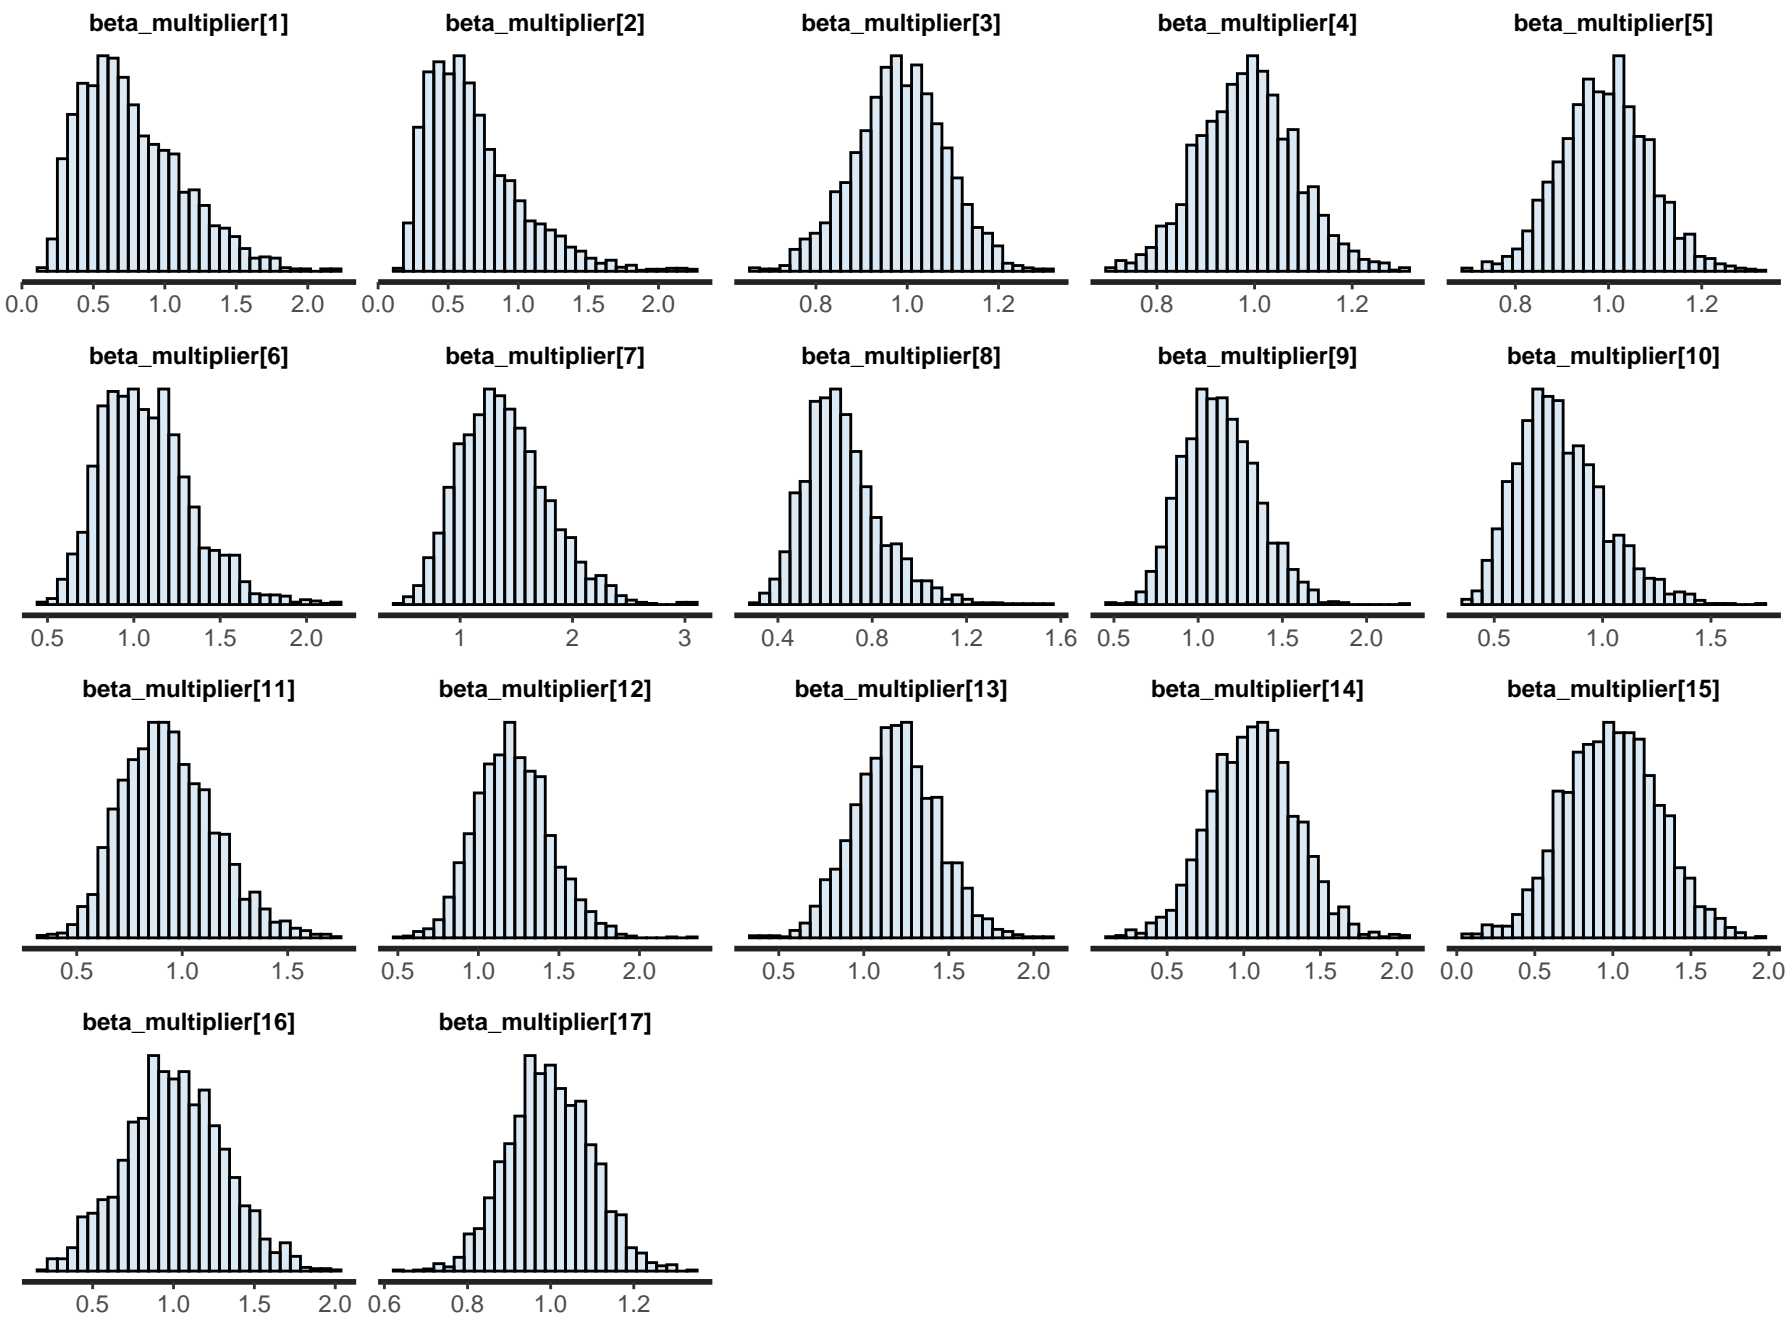 beta_multiplier[1] beta_multiplier[2] beta_multiplier[3] beta_multiplier[4] beta_multiplier[5]
0.0 0.5 1.0 1.5 2.0 0.0 0.5 1.0 1.5 2.0 0.8 1.0 1.2 0.8 1.0 1.2 0.8 1.0 1.2
beta_multiplier[6] beta_multiplier[7] beta_multiplier[8] beta_multiplier[9] beta_multiplier[10]
0.5 1.0 1.5 2.0 1 2 3 0.4 0.8 1.2 1.6 0.5 1.0 1.5 2.0 0.5 1.0 1.5
beta_multiplier[11] beta_multiplier[12] beta_multiplier[13] beta_multiplier[14] beta_multiplier[15]
0.5 1.0 1.5 0.5 1.0 1.5 2.0 0.5 1.0 1.5 2.0 0.5 1.0 1.5 2.0 0.0 0.5 1.0 1.5 2.0
beta_multiplier[16] beta_multiplier[17]
0.5 1.0 1.5 2.0 0.6 0.8 1.0 1.2